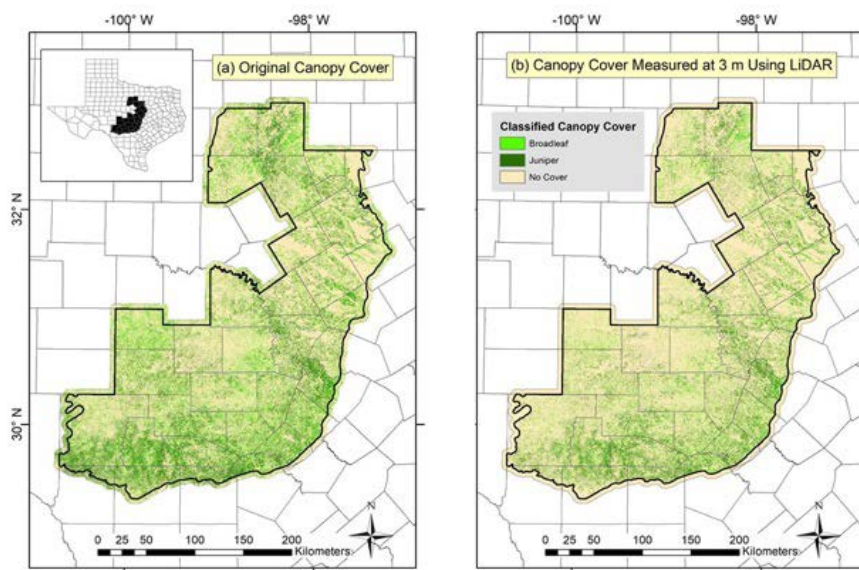 -100° W
-98° W
-100° W
-98° W
(a) Original Canopy Cover
(b) Canopy Cover Measured at 3 m Using LiDAR
Classified Canopy Cover
Broadleaf
Juniper
No Cover
32° N
30° N
N
N
0 25 50 100 150 200
Kilometers
0 25 50 100 150 200
Kilometers